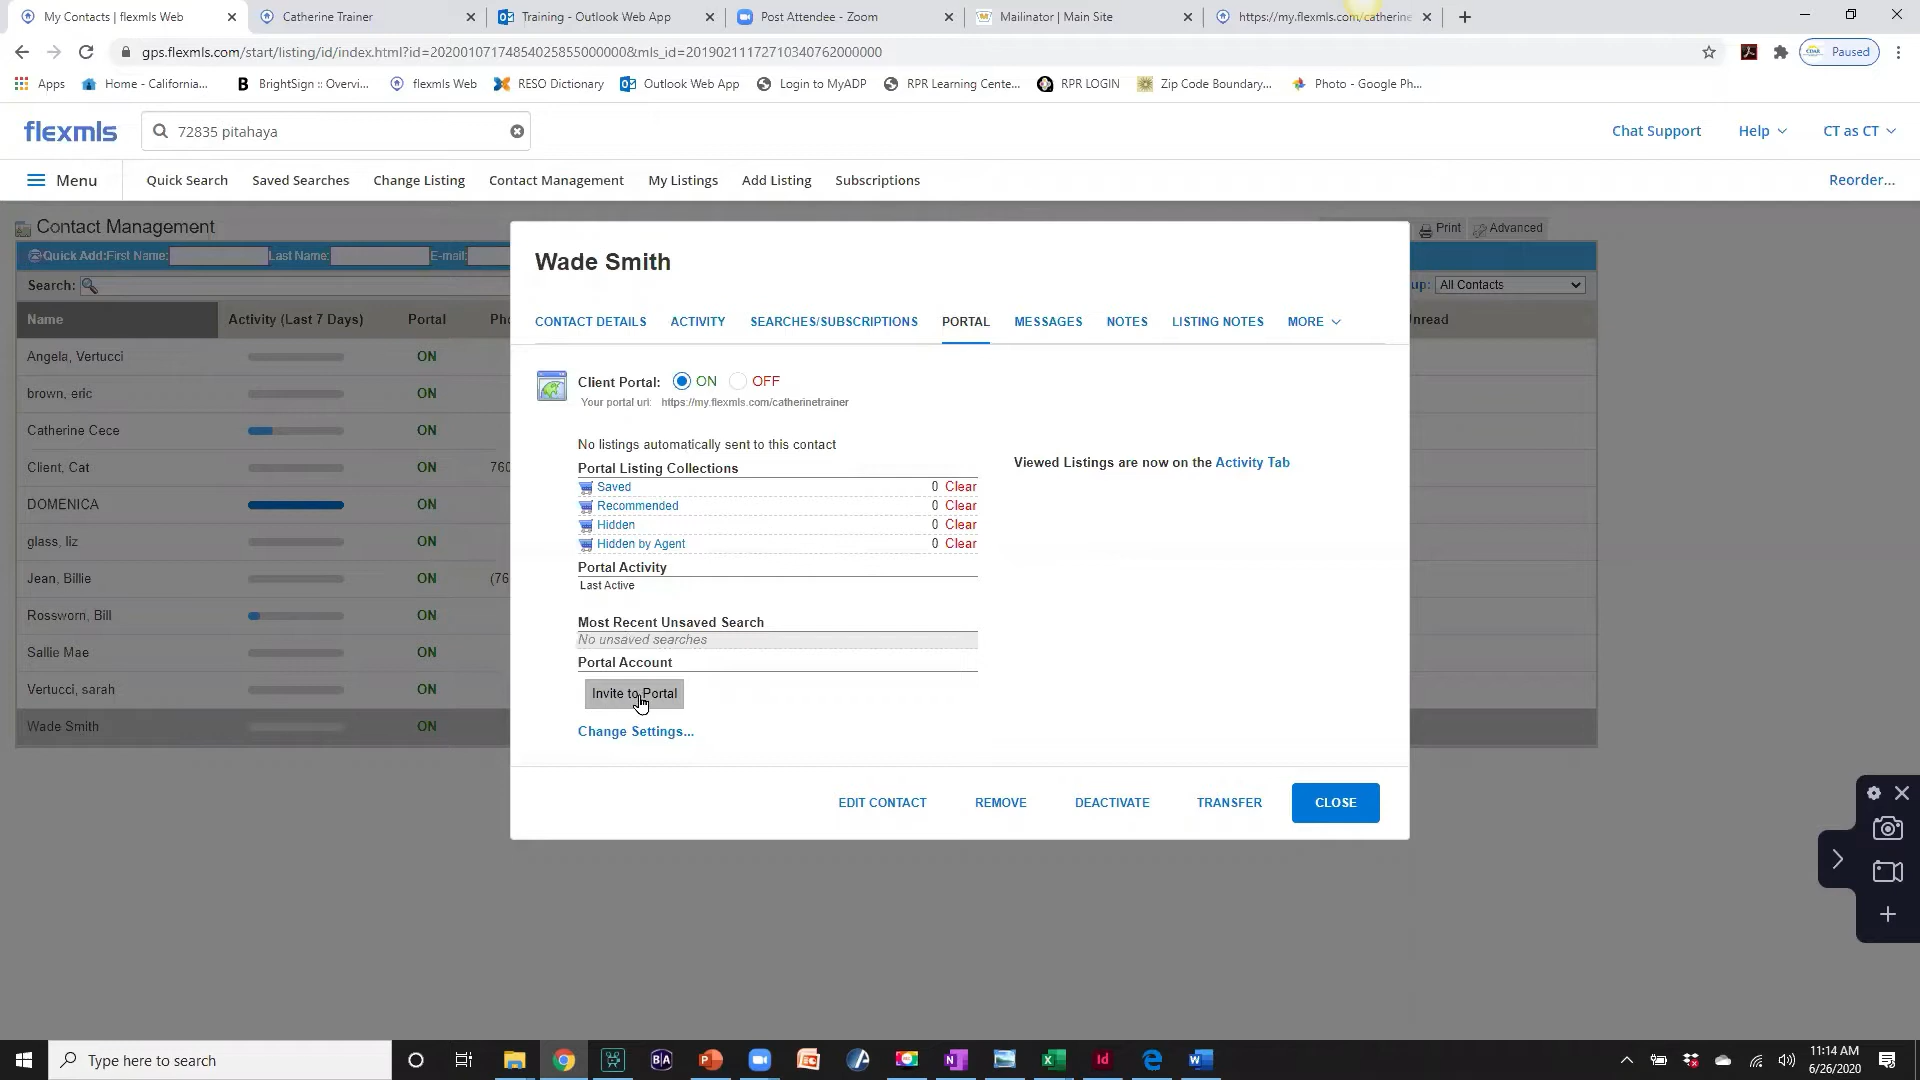 My Contacts | flexmls Web
Catherine Trainer
Training - Outlook Web App
Post Attendee - Zoom
Mailinator | Main Site
https://my.flexmls.com/catherine
gps.flexmls.com/start/listing/id/index.html?id=20200107174854025855000000&mls_id=20190211172710340762000000
Paused
Apps
Home - California...
BrightSign :: Overvi...
flexmls Web
RESO Dictionary
Outlook Web App
Login to MyADP
RPR Learning Cente...
RPR LOGIN
Zip Code Boundary...
Photo - Google Ph...
flexmls
72835 pitahaya
Chat Support
Help
CT as CT
Menu
Quick Search
Saved Searches
Change Listing
Contact Management
My Listings
Add Listing
Subscriptions
Reorder...
Contact Management
Print
Advanced
Quick Add:First Name:
Last Name:
E-mail:
Search:
up: All Contacts
Name
Activity (Last 7 Days)
Portal
Pho
nread
Angela, Vertucci ON
brown, eric ON
Catherine Cece ON
Client, Cat ON 760
DOMENICA ON
glass, liz ON
Jean, Billie ON (76
Rossworn, Bill ON
Sallie Mae ON
Vertucci, sarah ON
Wade Smith ON
Wade Smith
CONTACT DETAILS
ACTIVITY
SEARCHES/SUBSCRIPTIONS
PORTAL
MESSAGES
NOTES
LISTING NOTES
MORE
Client Portal: ON OFF
Your portal url: https://my.flexmls.com/catherinetrainer
No listings automatically sent to this contact
Portal Listing Collections
Saved 0 Clear
Recommended 0 Clear
Hidden 0 Clear
Hidden by Agent 0 Clear
Portal Activity
Last Active
Most Recent Unsaved Search
No unsaved searches
Portal Account
Invite to Portal
Change Settings...
Viewed Listings are now on the Activity Tab
EDIT CONTACT
REMOVE
DEACTIVATE
TRANSFER
CLOSE
Type here to search
11:14 AM
6/26/2020